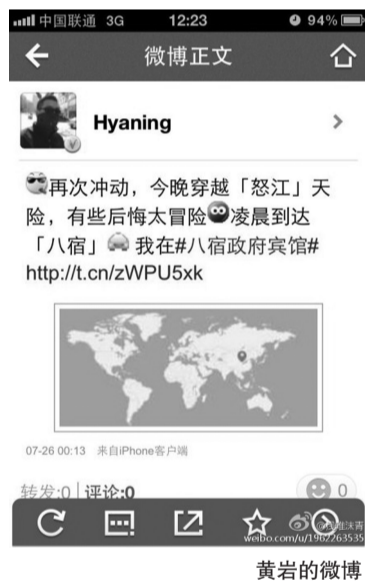 中国联通 3G 12:23 94%
微博正文
Hyaning
再次冲动，今晚穿越「怒江」天
险，有些后悔太冒险 凌晨到达
「八宿」 我在#八宿政府宾馆#
http://t.cn/zWPU5xk
07-26 00:13 来自iPhone客户端
转发:0 | 评论:0 0
weibo.com/u/1962263535
黄岩的微博